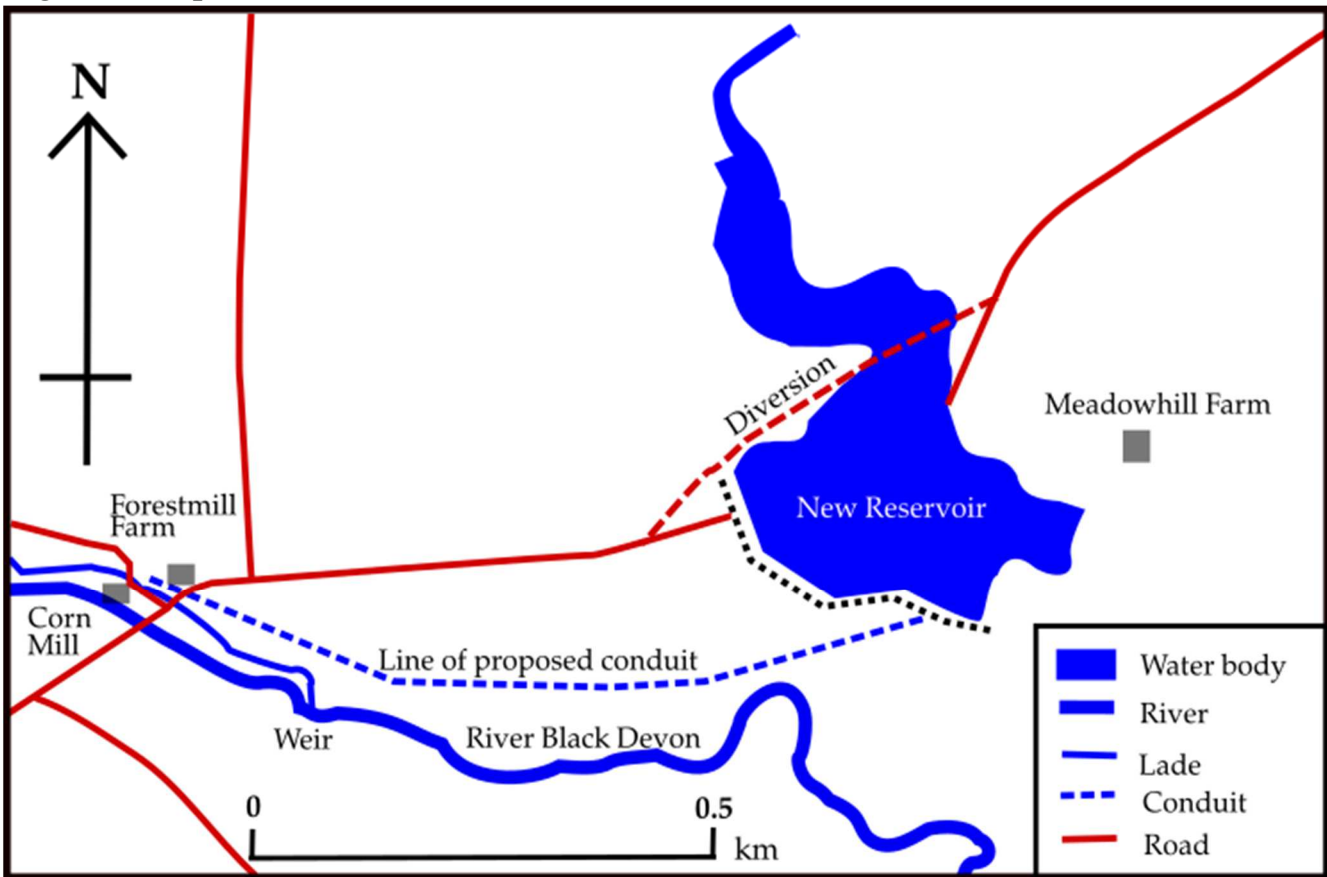 N
Diversion
Meadowhill Farm
New Reservoir
Forestmill
Farm
Corn
Mill
Line of proposed conduit
Weir
River Black Devon
0
0.5
km
Water body
River
Lade
Conduit
Road